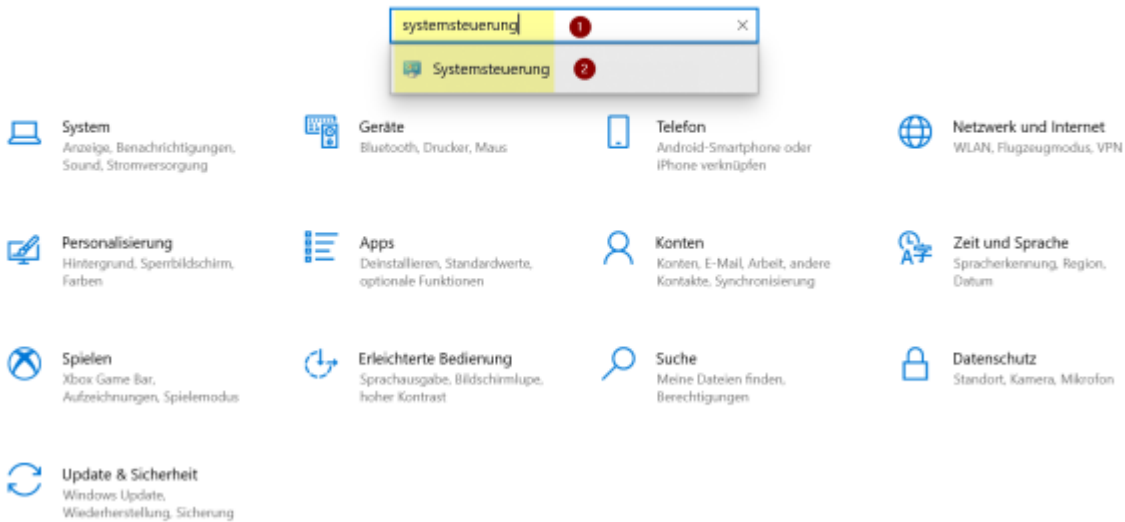 systemsteuerung
1
Systemsteuerung
2
System
Anzeige, Benachrichtigungen,
Sound, Stromversorgung
Geräte
Bluetooth, Drucker, Maus
Telefon
Android-Smartphone oder
iPhone verknüpfen
Netzwerk und Internet
WLAN, Flugzeugmodus, VPN
Personalisierung
Hintergrund, Sperrbildschirm,
Farben
Apps
Deinstallieren, Standardwerte,
optionale Funktionen
Konten
Konten, E-Mail, Arbeit, andere
Kontakte, Synchronisierung
Zeit und Sprache
Spracherkennung, Region,
Datum
Spielen
Xbox Game Bar,
Aufzeichnungen, Spielemodus
Erleichterte Bedienung
Sprachausgabe, Bildschirmlupe,
hoher Kontrast
Suche
Meine Dateien finden,
Berechtigungen
Datenschutz
Standort, Kamera, Mikrofon
Update & Sicherheit
Windows Update,
Wiederherstellung, Sicherung